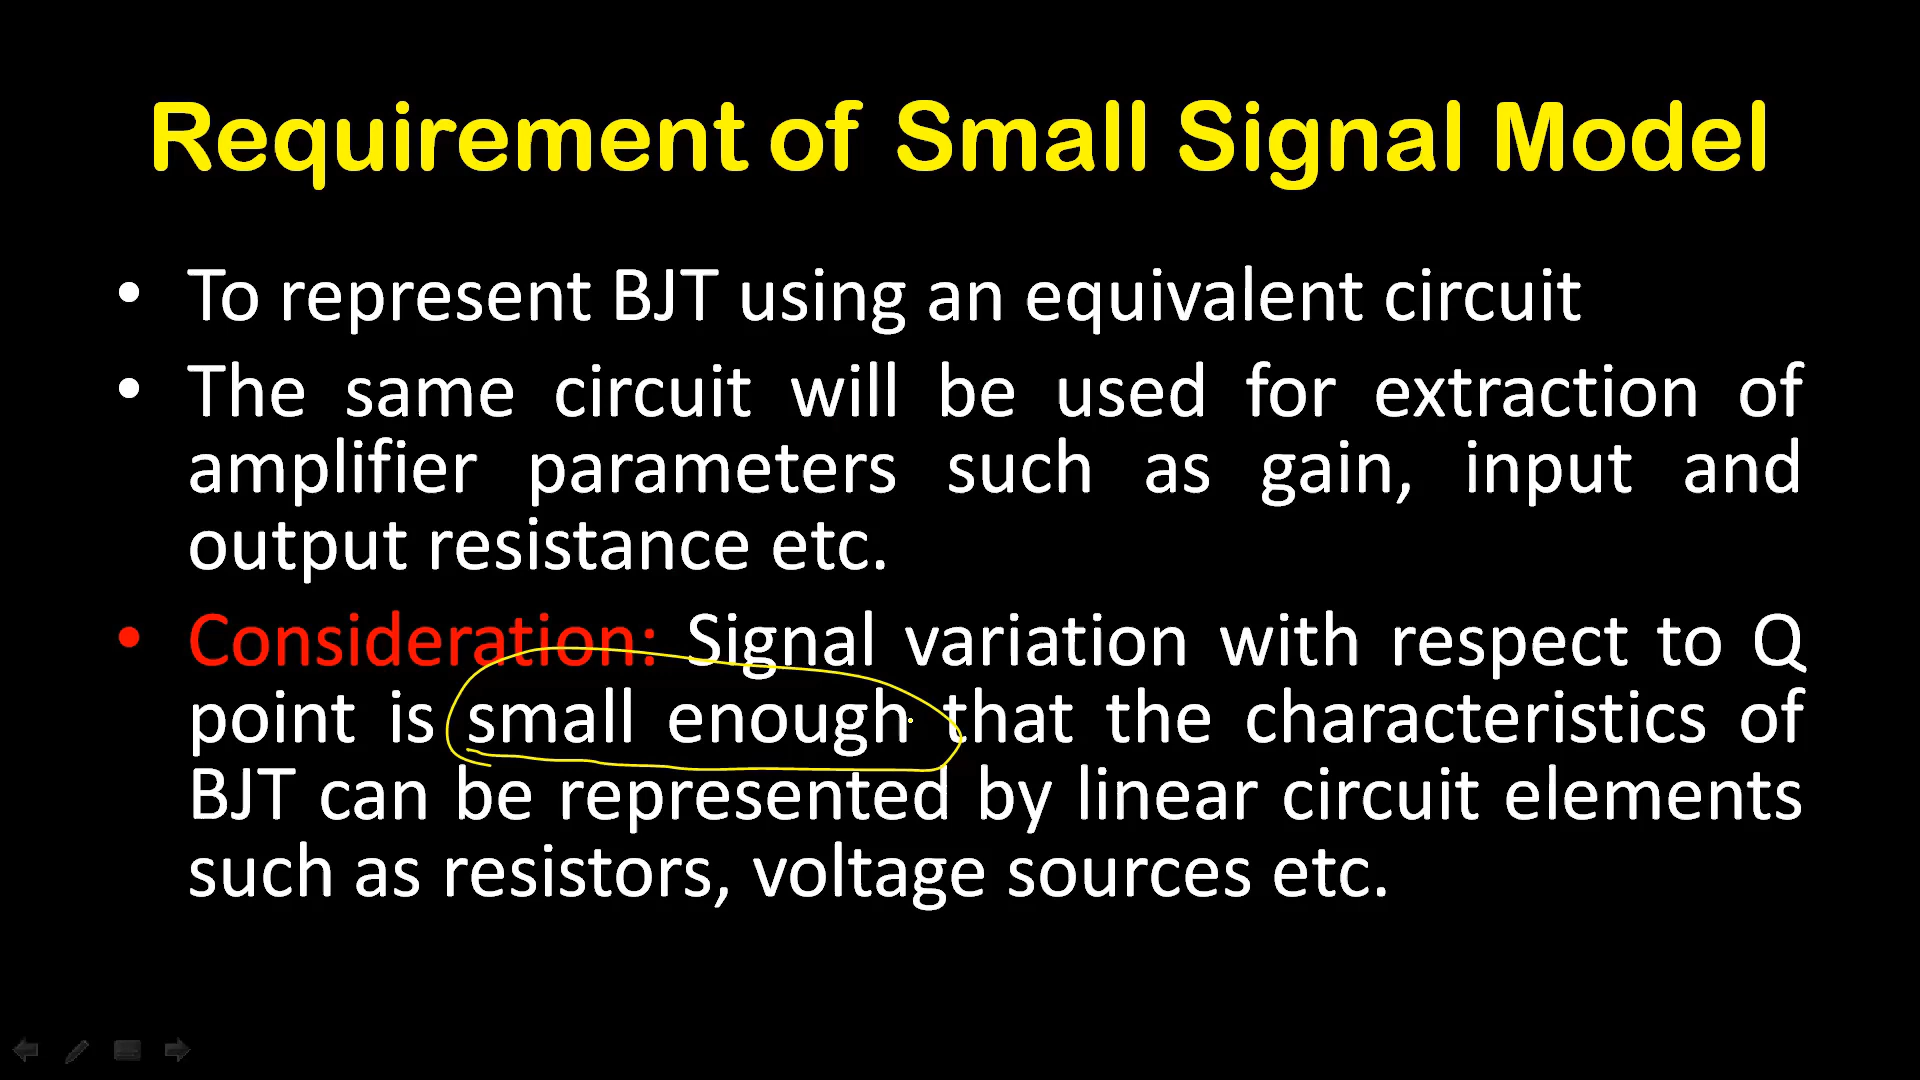 Requirement of Small Signal Model
• To represent BJT using an equivalent circuit
• The same circuit will be used for extraction of
amplifier parameters such as gain, input and
output resistance etc.
• Consideration: Signal variation with respect to Q
point is small enough that the characteristics of
BJT can be represented by linear circuit elements
such as resistors, voltage sources etc.